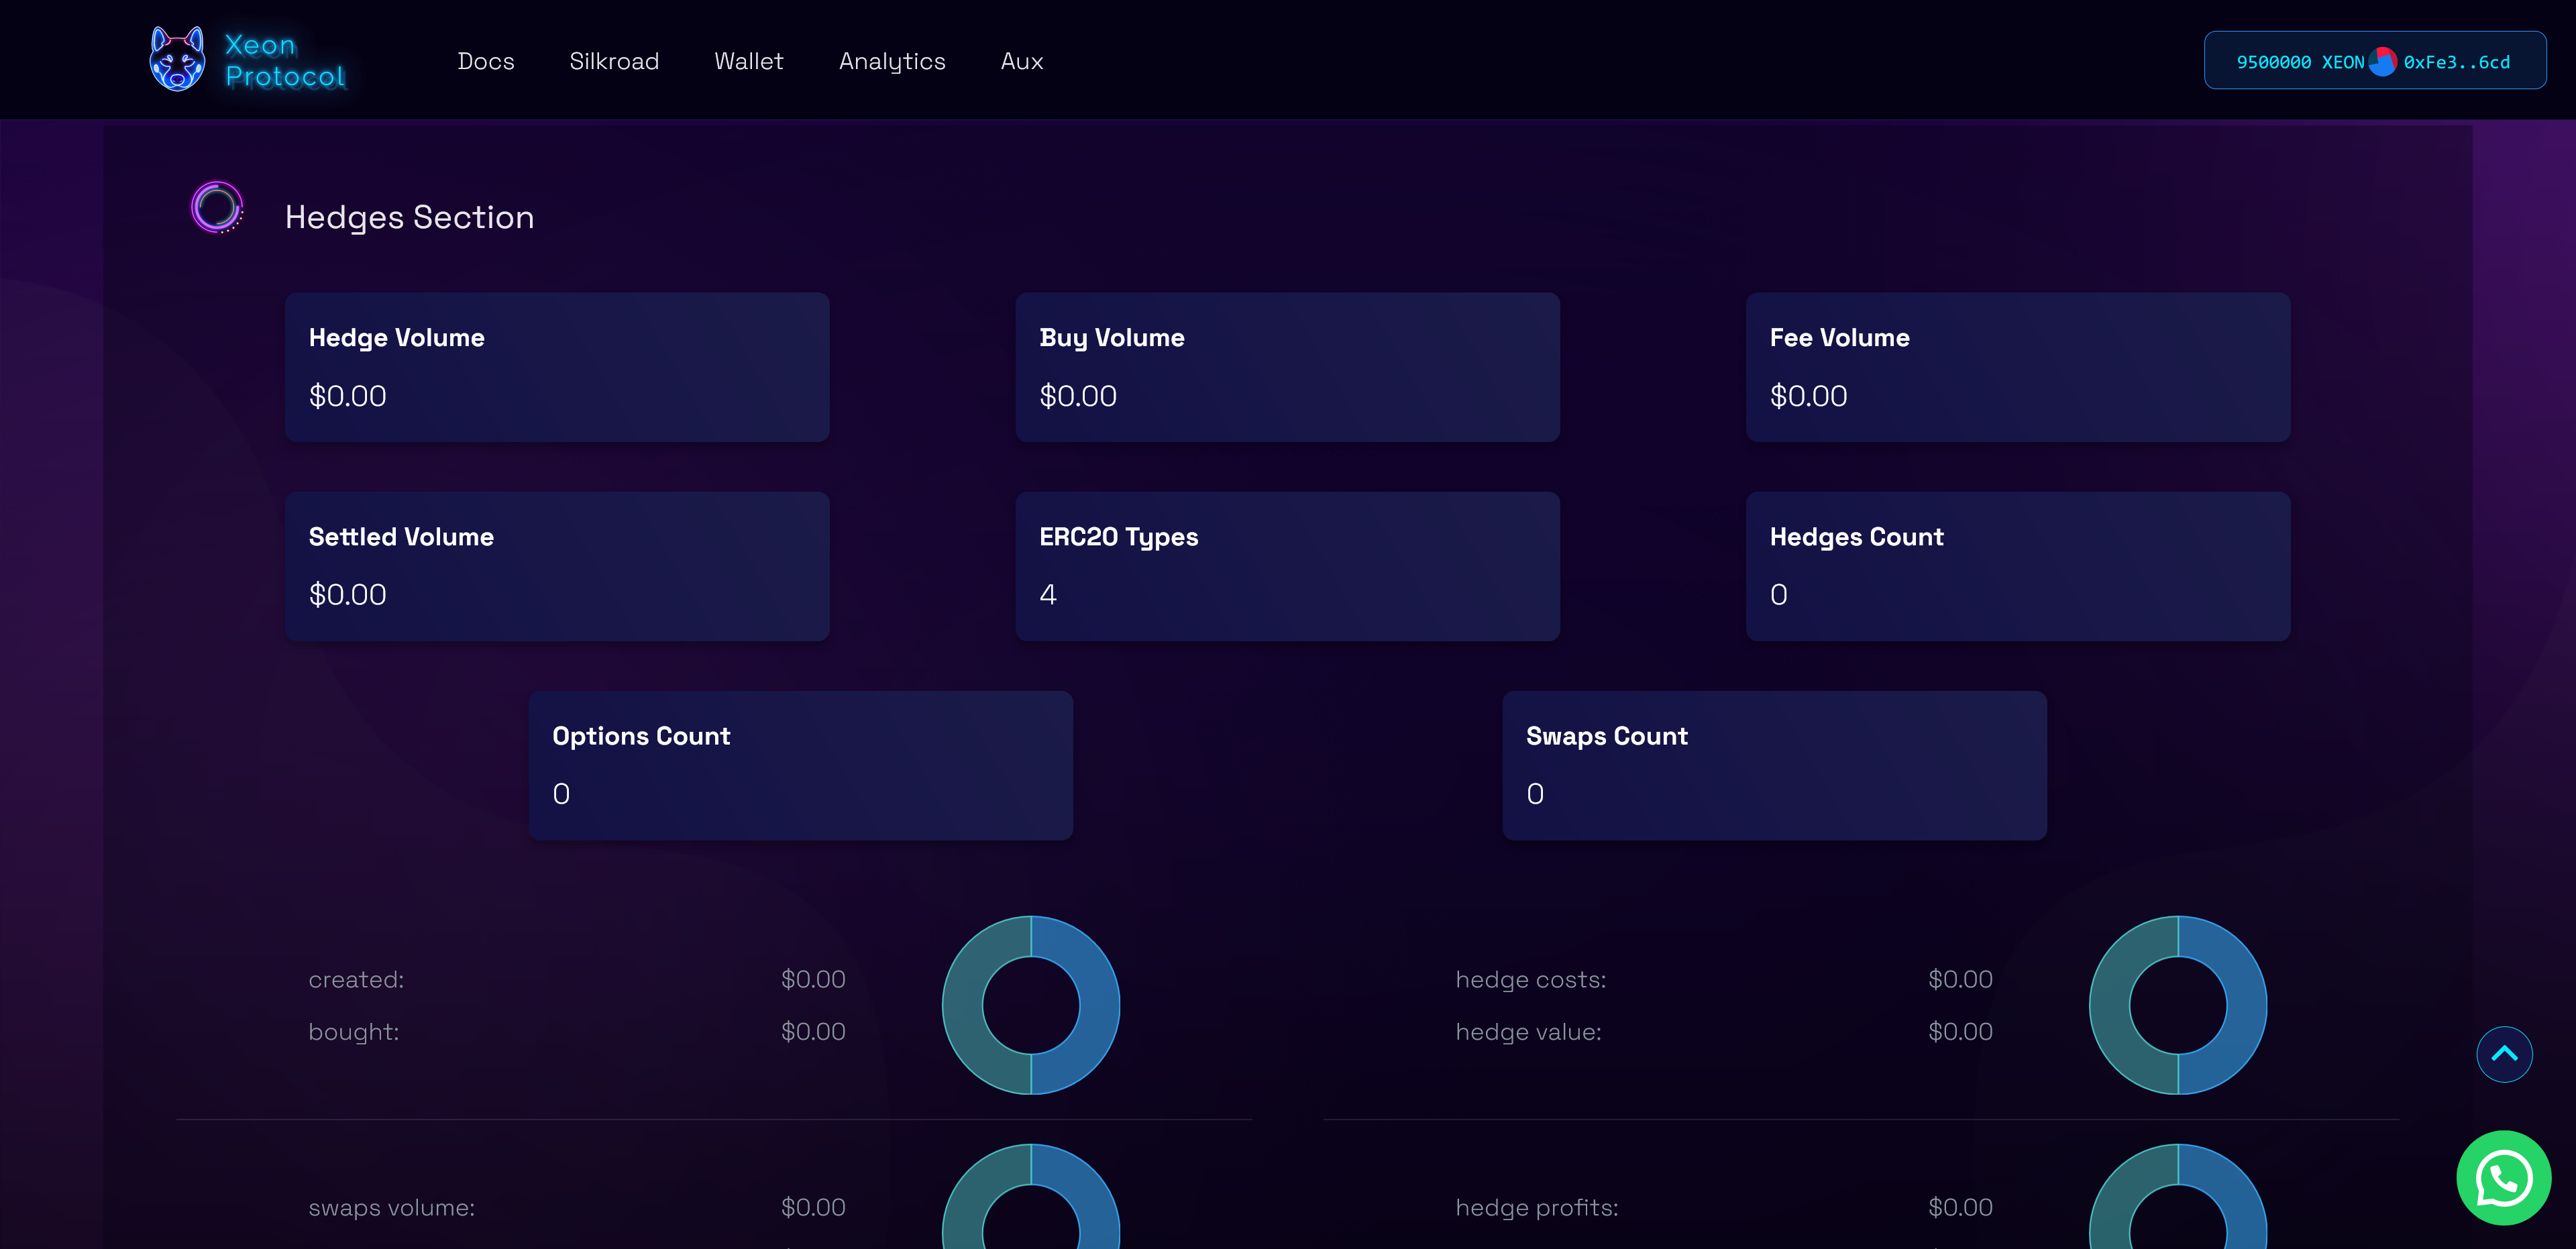 Xeon
Protocol
Docs
Silkroad
Wallet
Analytics
Aux
9500000 XEON
0xFe3..6cd
Hedges Section
Hedge Volume
$0.00
Buy Volume
$0.00
Fee Volume
$0.00
Settled Volume
$0.00
ERC20 Types
4
Hedges Count
0
Options Count
0
Swaps Count
0
created: $0.00
bought: $0.00
hedge costs: $0.00
hedge value: $0.00
swaps volume: $0.00
hedge profits: $0.00